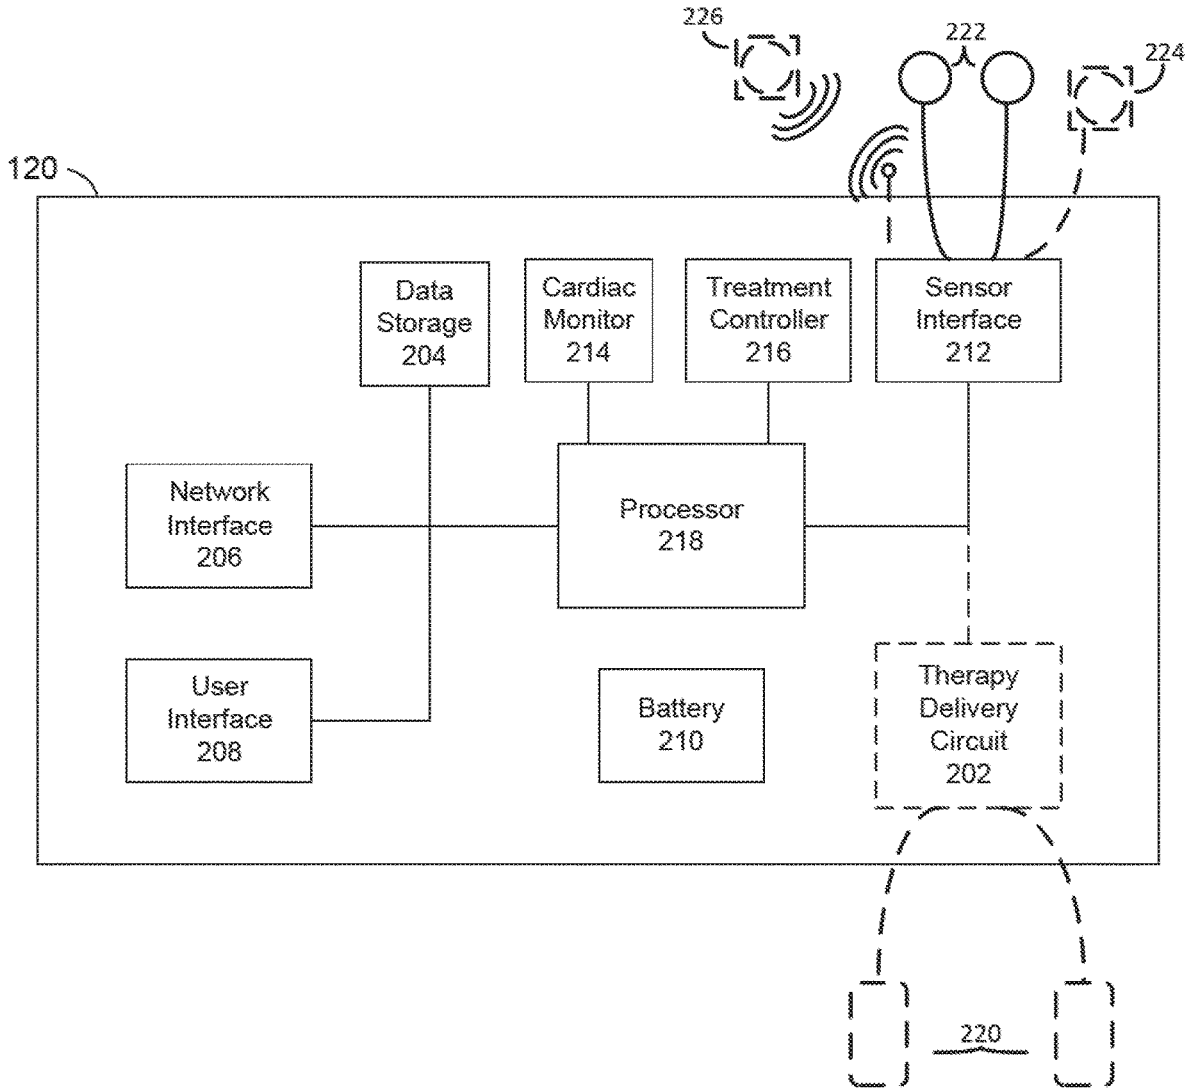 226
222
224
120
Data
Storage
204
Cardiac
Monitor
214
Treatment
Controller
216
Sensor
Interface
212
Network
Interface
206
Processor
218
User
Interface
208
Battery
210
Therapy
Delivery
Circuit
202
220